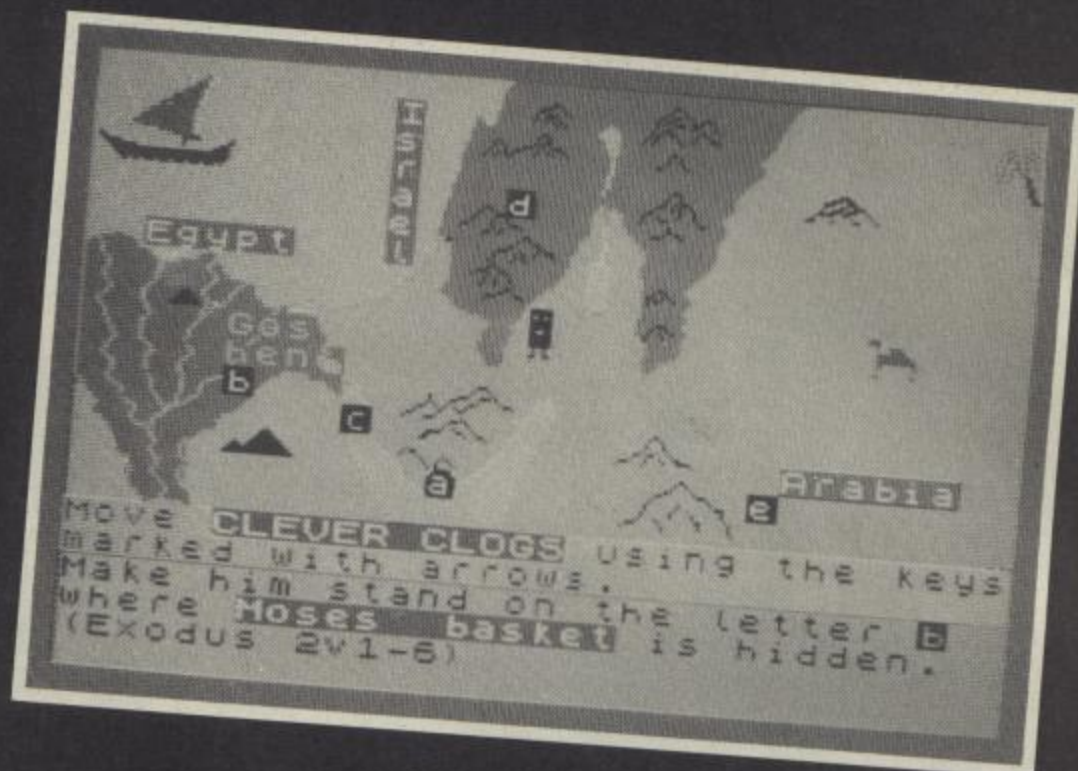 Israel
Egypt
Gos
hen
d
b
c
a
e
Arabia
Move CLEVER CLOGS using the keys
marked with arrows.
Make him stand on the letter b
where Moses basket is hidden.
(Exodus 2v1-6)